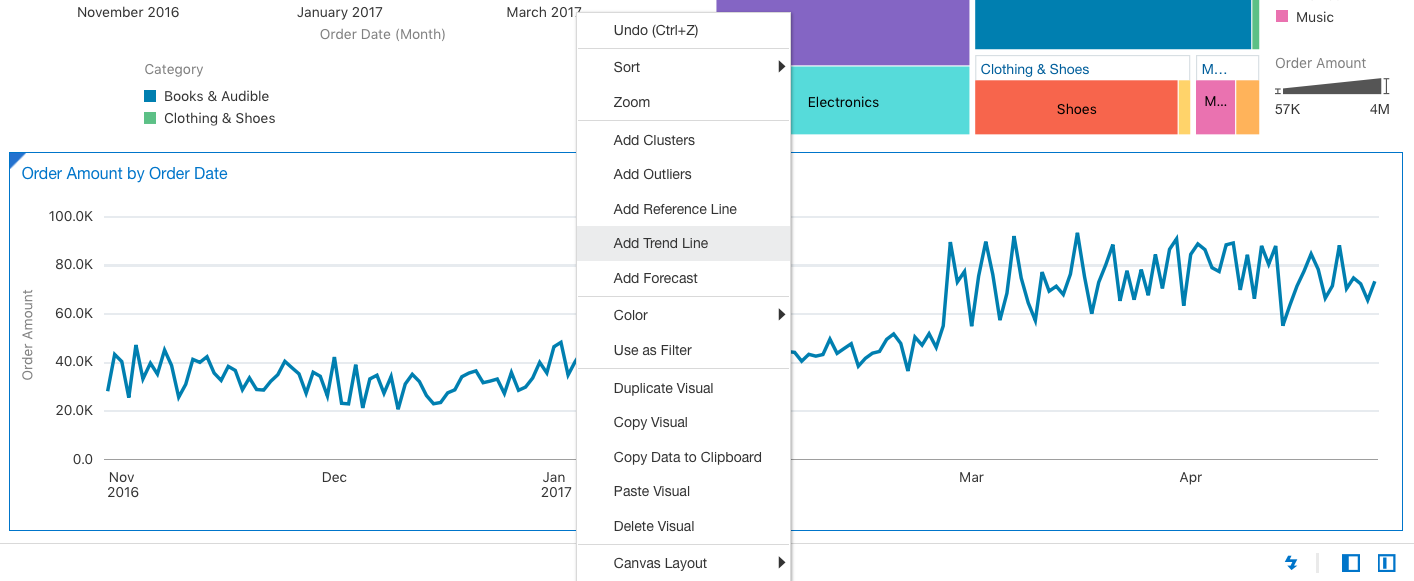 November 2016
January 2017
March 2017
Order Date (Month)
Category
Books & Audible
Clothing & Shoes
Electronics
Clothing & Shoes
M...
Shoes
M...
Music
Order Amount
57K
4M
Order Amount by Order Date
Order Amount
100.0K
80.0K
60.0K
40.0K
20.0K
0.0
Nov
2016
Dec
Jan
2017
Mar
Apr
Undo (Ctrl+Z)
Sort
Zoom
Add Clusters
Add Outliers
Add Reference Line
Add Trend Line
Add Forecast
Color
Use as Filter
Duplicate Visual
Copy Visual
Copy Data to Clipboard
Paste Visual
Delete Visual
Canvas Layout